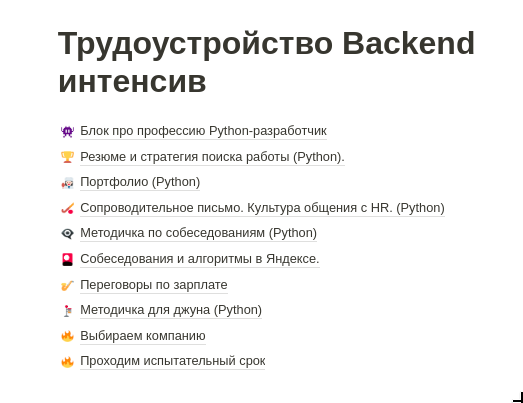 Трудоустройство Backend
интенсив
Блок про профессию Python-разработчик
Резюме и стратегия поиска работы (Python).
Портфолио (Python)
Сопроводительное письмо. Культура общения с HR. (Python)
Методичка по собеседованиям (Python)
Собеседования и алгоритмы в Яндексе.
Переговоры по зарплате
Методичка для джуна (Python)
Выбираем компанию
Проходим испытательный срок